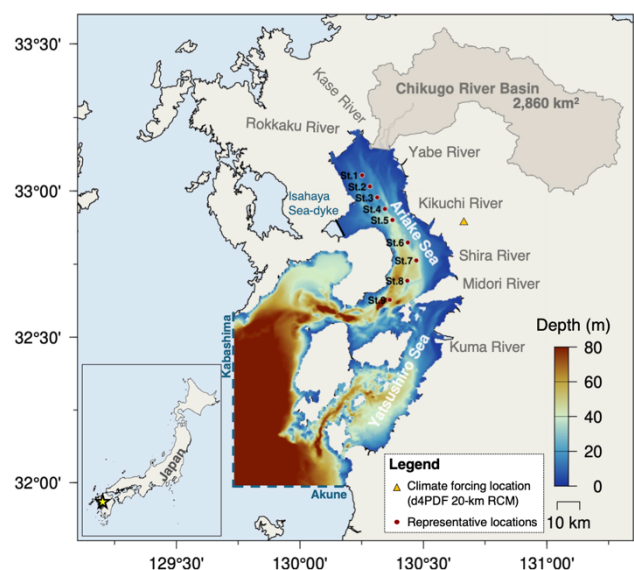 33°30'
33°00'
32°30'
32°00'
129°30'
130°00'
130°30'
131°00'
Kase River
Rokkaku River
Chikugo River Basin
2,860 km²
Yabe River
Kikuchi River
Shira River
Midori River
Kuma River
Isahaya
Sea-dyke
St.1
St.2
St.3
St.4
St.5
St.6
St.7
St.8
St.9
Ariake Sea
Yatsushiro Sea
Kabashima
Akune
Japan
Depth (m)
80
60
40
20
0
10 km
Legend
Climate forcing location
(d4PDF 20-km RCM)
Representative locations